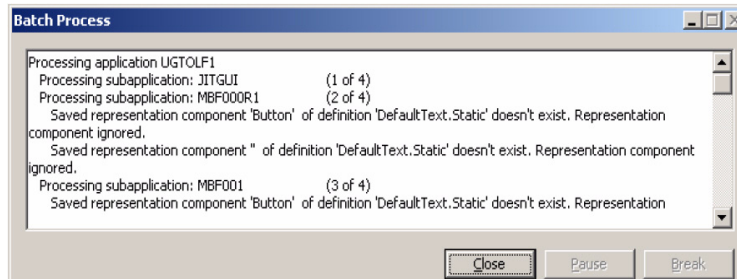 Batch Process
Processing application UGTOLF1
Processing subapplication: JITGUI (1 of 4)
Processing subapplication: MBF000R1 (2 of 4)
Saved representation component 'Button' of definition 'DefaultText.Static' doesn't exist. Representation
component ignored.
Saved representation component '' of definition 'DefaultText.Static' doesn't exist. Representation component
ignored.
Processing subapplication: MBF001 (3 of 4)
Saved representation component 'Button' of definition 'DefaultText.Static' doesn't exist. Representation
Close Pause Break